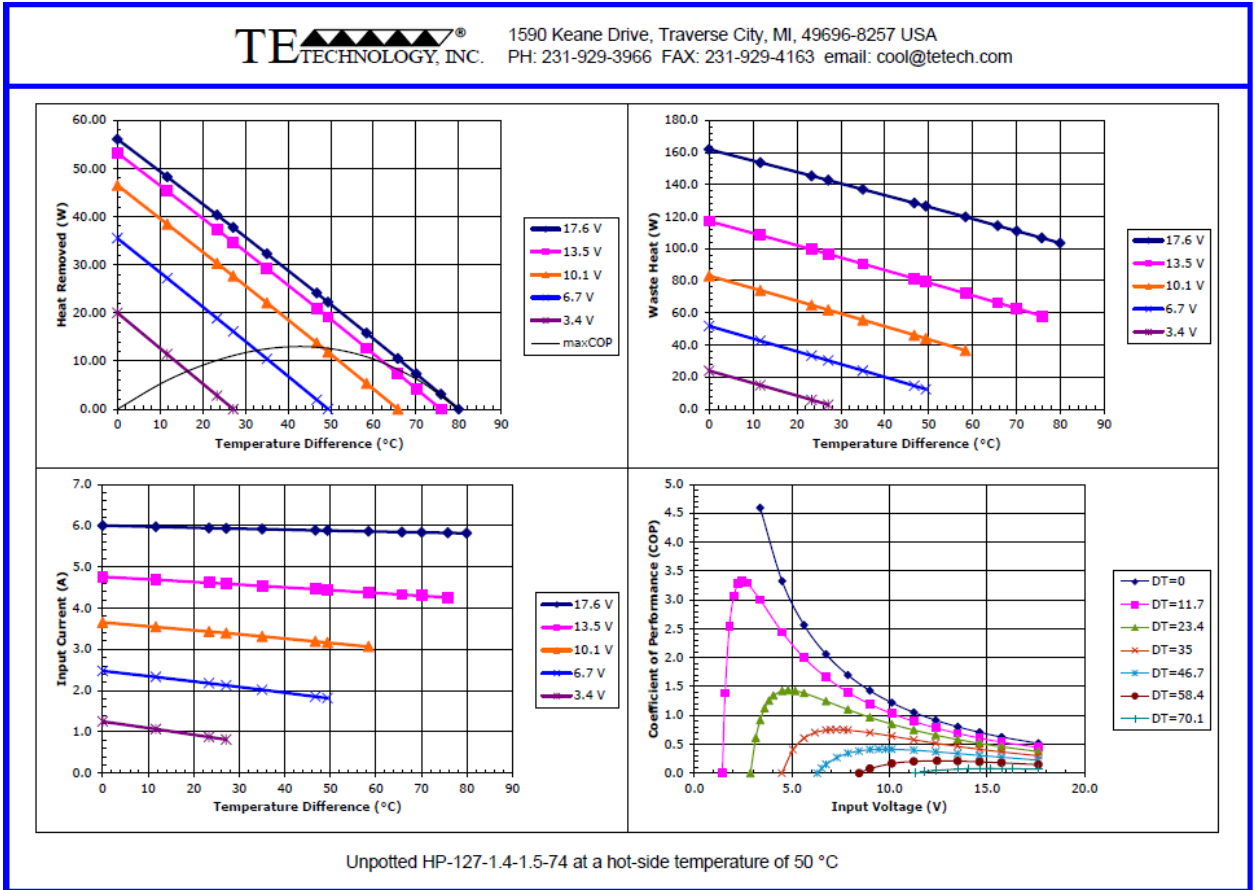 TE TECHNOLOGY, INC.®
1590 Keane Drive, Traverse City, MI, 49696-8257 USA
PH: 231-929-3966 FAX: 231-929-4163 email: cool@tetech.com
Heat Removed (W)
60.00
50.00
40.00
30.00
20.00
10.00
0.00
0 10 20 30 40 50 60 70 80 90
Temperature Difference (°C)
17.6 V
13.5 V
10.1 V
6.7 V
3.4 V
maxCOP
Waste Heat (W)
180.0
160.0
140.0
120.0
100.0
80.0
60.0
40.0
20.0
0.0
0 10 20 30 40 50 60 70 80 90
Temperature Difference (°C)
17.6 V
13.5 V
10.1 V
6.7 V
3.4 V
Input Current (A)
7.0
6.0
5.0
4.0
3.0
2.0
1.0
0.0
0 10 20 30 40 50 60 70 80 90
Temperature Difference (°C)
17.6 V
13.5 V
10.1 V
6.7 V
3.4 V
Coefficient of Performance (COP)
5.0
4.5
4.0
3.5
3.0
2.5
2.0
1.5
1.0
0.5
0.0
0.0 5.0 10.0 15.0 20.0
Input Voltage (V)
DT=0
DT=11.7
DT=23.4
DT=35
DT=46.7
DT=58.4
DT=70.1
Unpotted HP-127-1.4-1.5-74 at a hot-side temperature of 50 °C